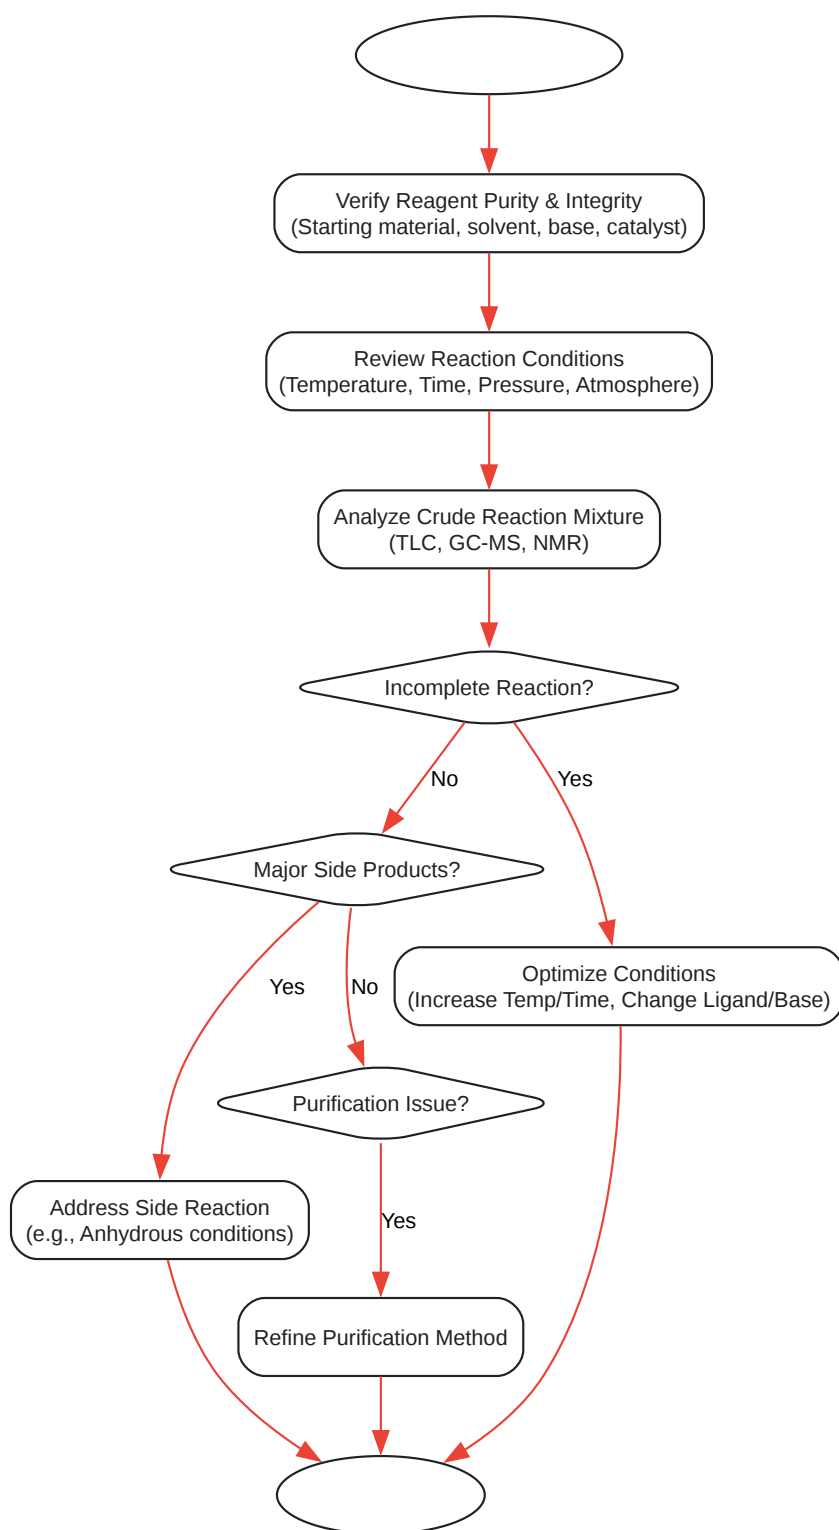 Verify Reagent Purity & Integrity
(Starting material, solvent, base, catalyst)
Review Reaction Conditions
(Temperature, Time, Pressure, Atmosphere)
Analyze Crude Reaction Mixture
(TLC, GC-MS, NMR)
Incomplete Reaction?
No
Yes
Major Side Products?
Optimize Conditions
(Increase Temp/Time, Change Ligand/Base)
Yes
No
Purification Issue?
Address Side Reaction
(e.g., Anhydrous conditions)
Yes
Refine Purification Method